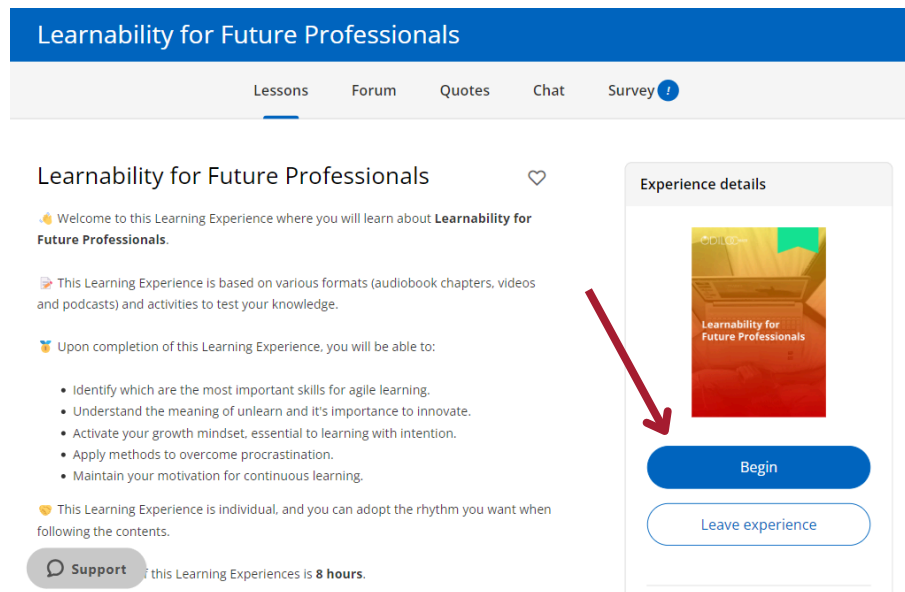 Learnability for Future Professionals
Lessons Forum Quotes Chat Survey !
Learnability for Future Professionals
👋 Welcome to this Learning Experience where you will learn about Learnability for
Future Professionals.
📝 This Learning Experience is based on various formats (audiobook chapters, videos
and podcasts) and activities to test your knowledge.
🏅 Upon completion of this Learning Experience, you will be able to:
• Identify which are the most important skills for agile learning.
• Understand the meaning of unlearn and it's importance to innovate.
• Activate your growth mindset, essential to learning with intention.
• Apply methods to overcome procrastination.
• Maintain your motivation for continuous learning.
🤝 This Learning Experience is individual, and you can adopt the rhythm you want when
following the contents.
Support
this Learning Experiences is 8 hours.
Experience details
Learnability for
Future Professionals
Begin
Leave experience